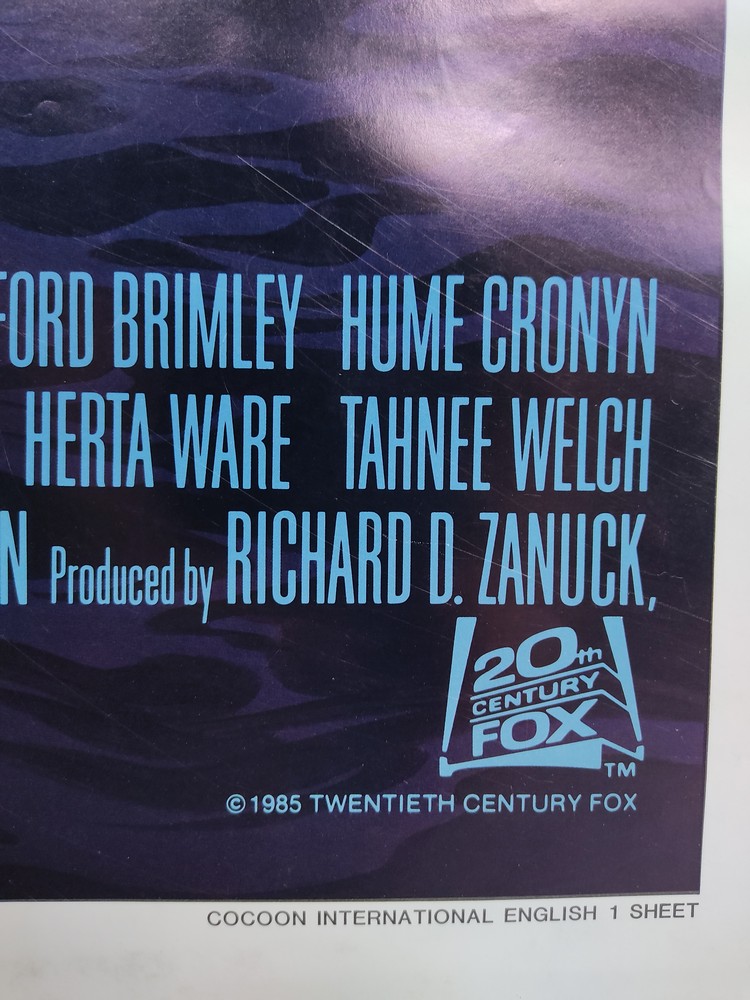 FORD BRIMLEY HUME CRONYN
HERTA WARE TAHNEE WELCH
N Produced by RICHARD D. ZANUCK,
20th
CENTURY
FOX
TM
©1985 TWENTIETH CENTURY FOX
COCOON INTERNATIONAL ENGLISH 1 SHEET